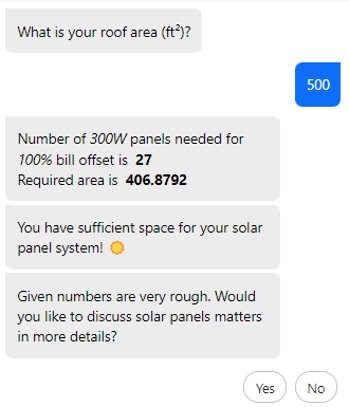 What is your roof area (ft²)?
500
Number of 300W panels needed for
100% bill offset is 27
Required area is 406.8792
You have sufficient space for your solar
panel system!
Given numbers are very rough. Would
you like to discuss solar panels matters
in more details?
Yes
No